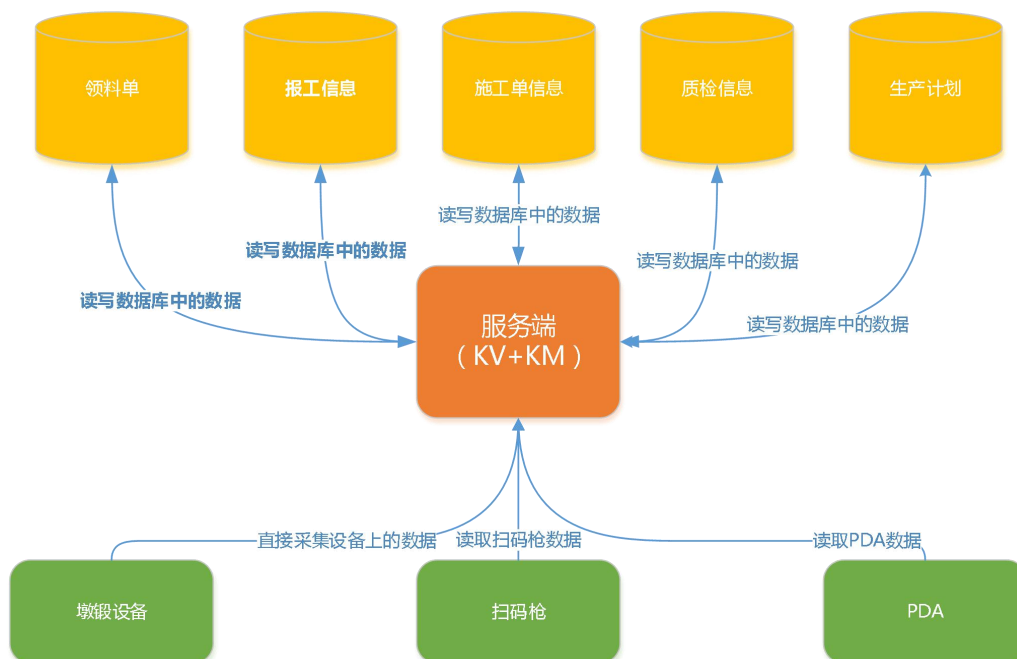 领料单
报工信息
施工单信息
质检信息
生产计划
读写数据库中的数据
读写数据库中的数据
读写数据库中的数据
读写数据库中的数据
读写数据库中的数据
服务端
（KV+KM）
直接采集设备上的数据
读取扫码枪数据
读取PDA数据
墩锻设备
扫码枪
PDA